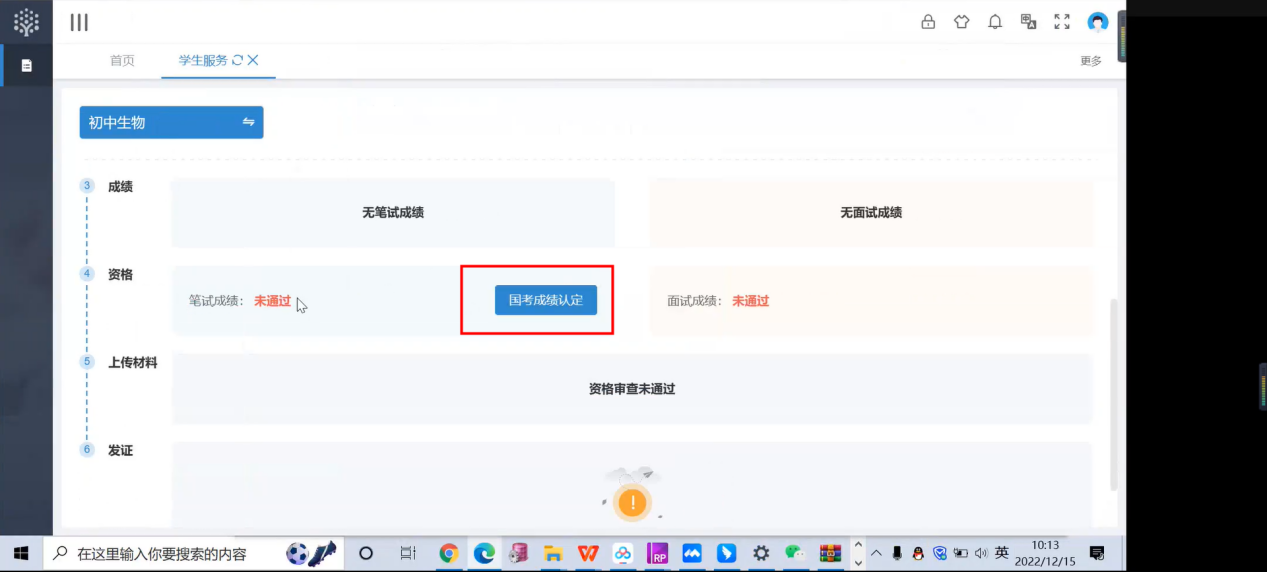 首页
学生服务
更多
初中生物
3 成绩
无笔试成绩
无面试成绩
4 资格
笔试成绩： 未通过
国考成绩认定
面试成绩： 未通过
5 上传材料
资格审查未通过
6 发证
!
在这里输入你要搜索的内容
RP
英
10:13
2022/12/15